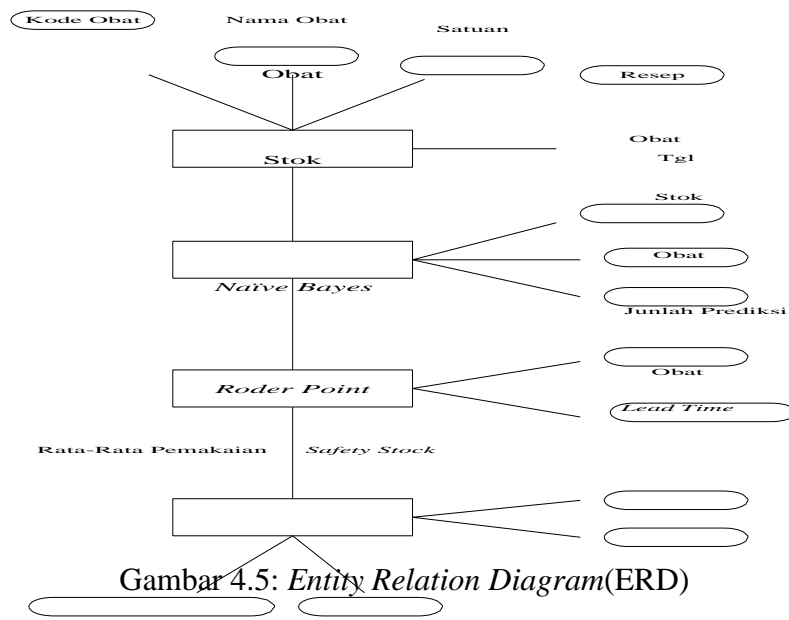 Kode Obat
Nama Obat
Satuan
Obat
Resep
Obat
Tgl
Stok
Stok
Obat
Naïve Bayes
Junlah Prediksi
Obat
Roder Point
Lead Time
Rata-Rata Pemakaian
Safety Stock
Gambar 4.5: Entity Relation Diagram(ERD)